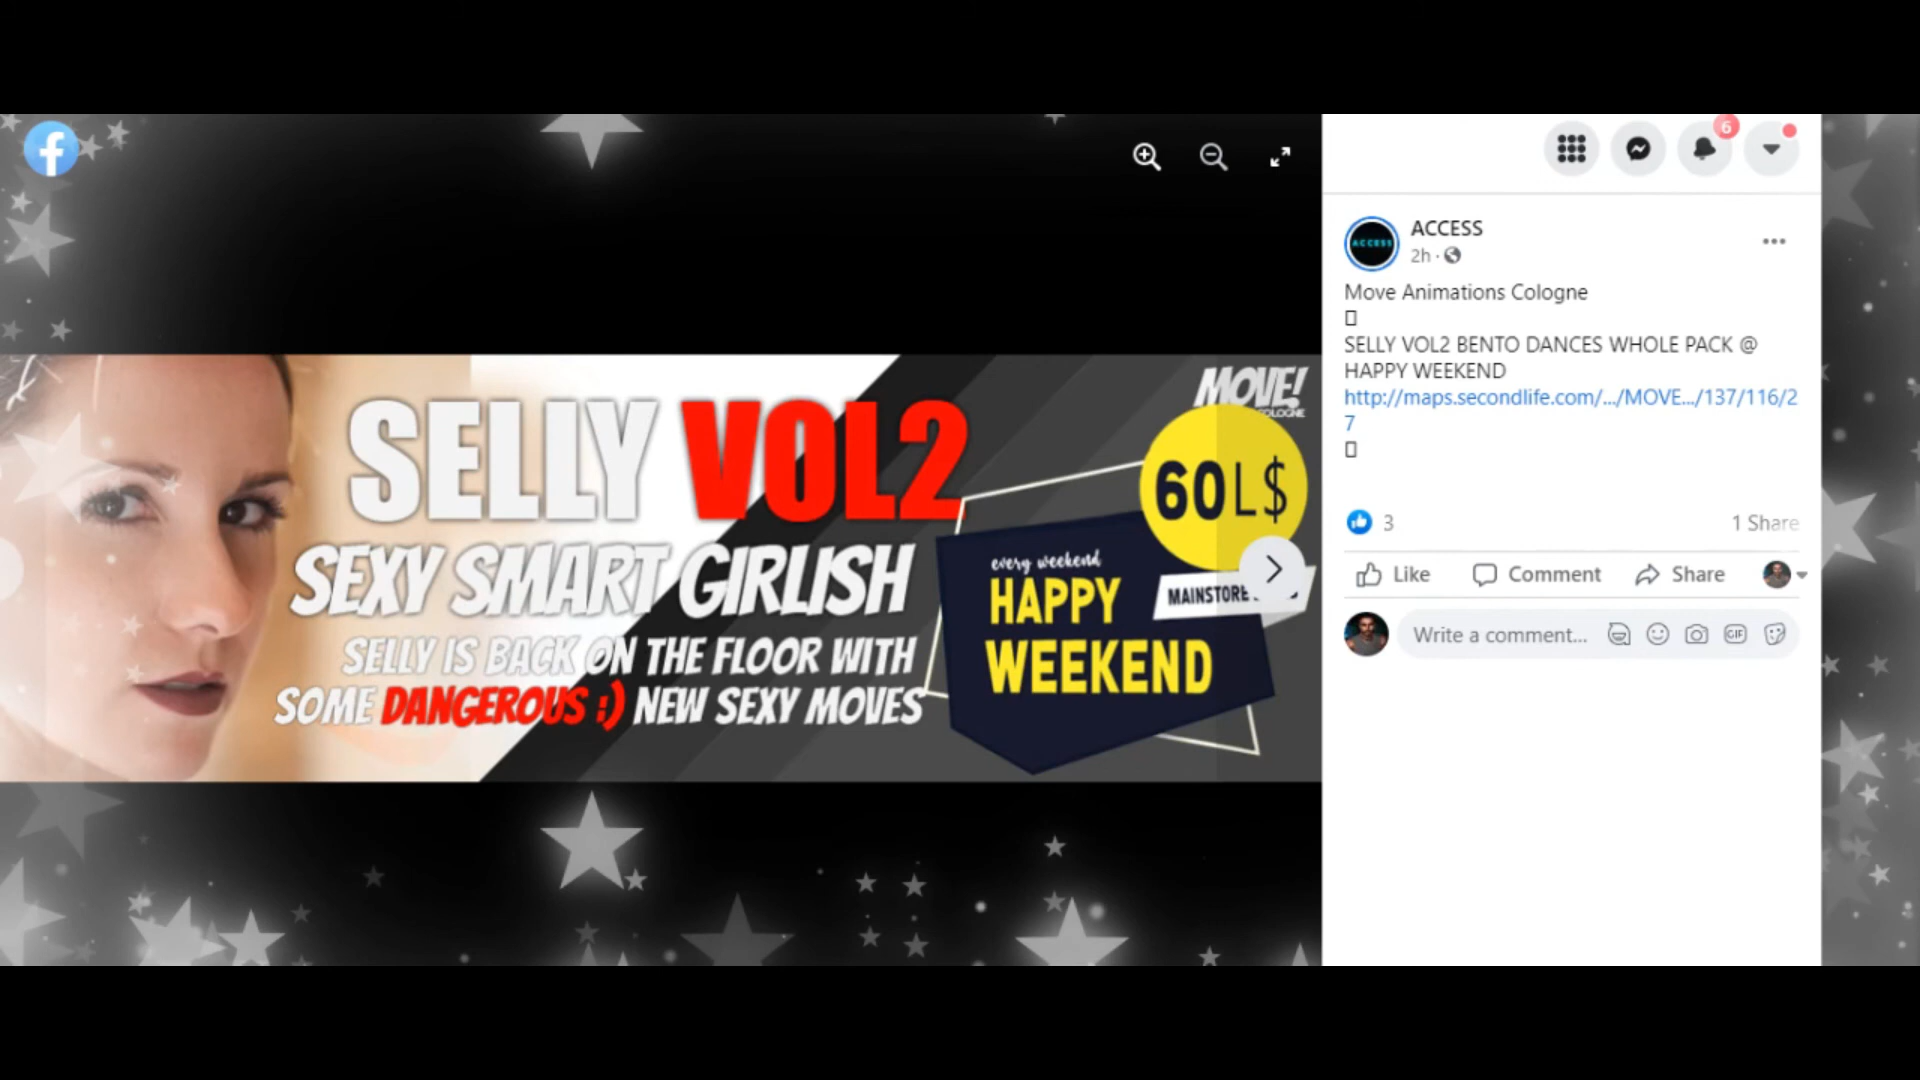 MOVE!
COLOGNE
SELLY VOL2
60L$
SEXY SMART GIRLISH
every weekend
HAPPY
WEEKEND
MAINSTORE
SELLY IS BACK ON THE FLOOR WITH
SOME DANGEROUS :) NEW SEXY MOVES
6
ACCESS
ACCESS
2h ·
Move Animations Cologne
SELLY VOL2 BENTO DANCES WHOLE PACK @
HAPPY WEEKEND
http://maps.secondlife.com/.../MOVE.../137/116/2
7
3
1 Share
Like
Comment
Share
Write a comment...
GIF